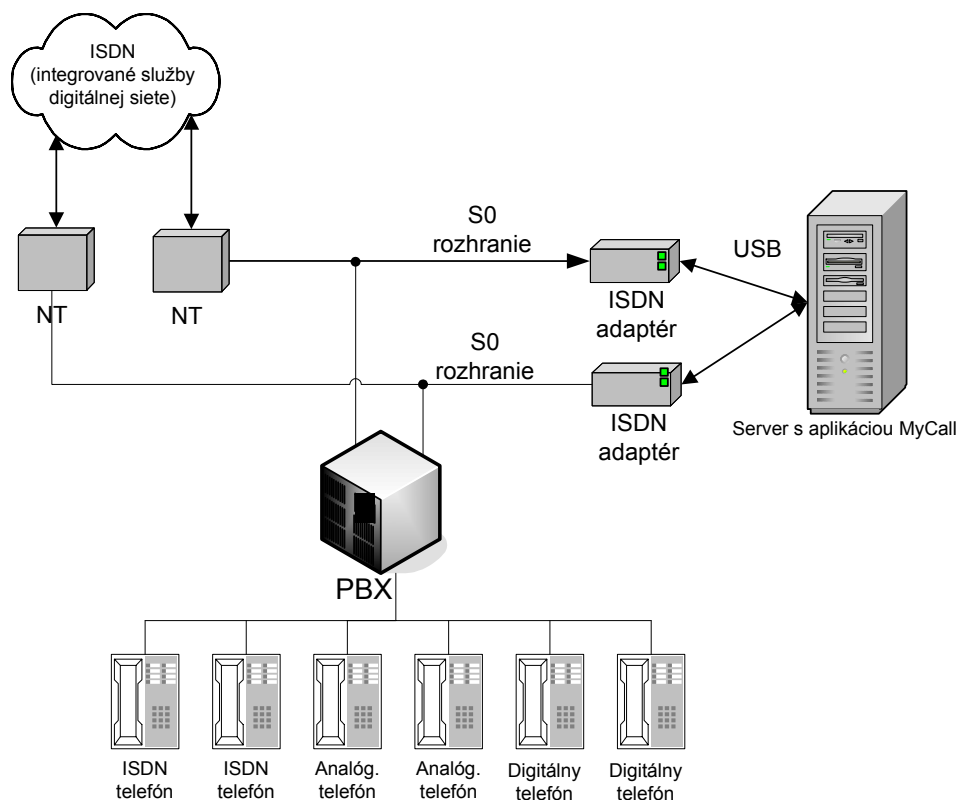 ISDN
(integrované služby
digitálnej siete)
S0
rozhranie
USB
NT
NT
ISDN
adaptér
S0
rozhranie
ISDN
adaptér
Server s aplikáciou MyCall
PBX
ISDN
telefón
ISDN
telefón
Analóg.
telefón
Analóg.
telefón
Digitálny
telefón
Digitálny
telefón